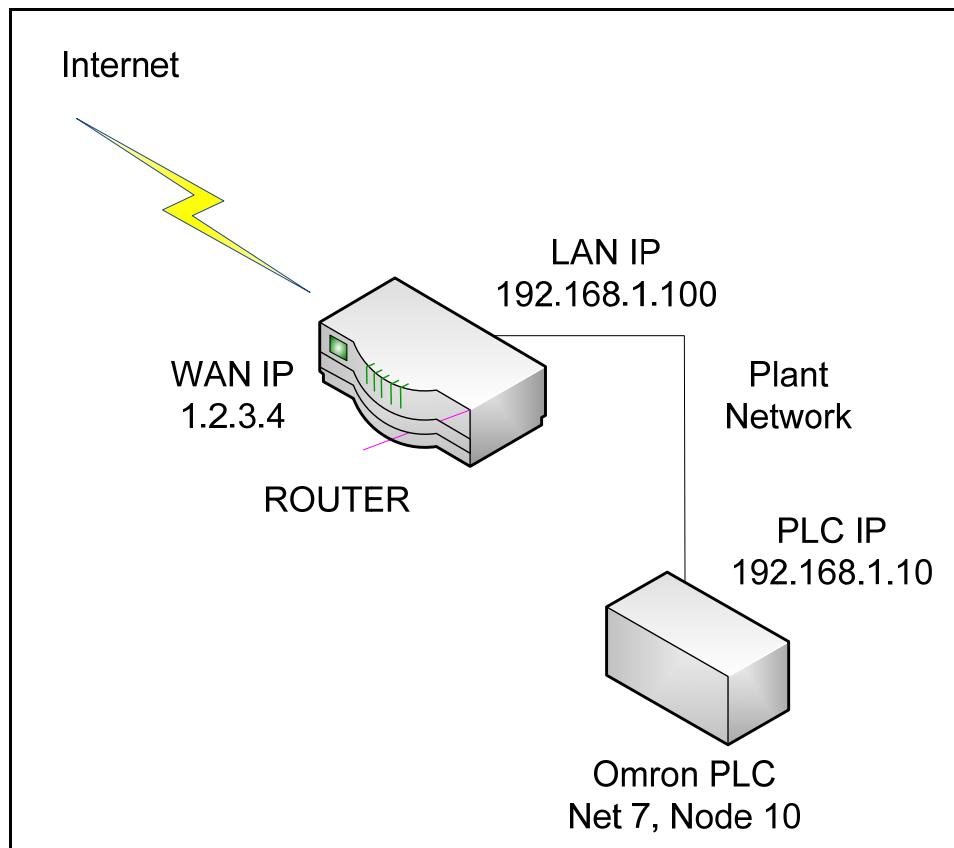 Internet
LAN IP
192.168.1.100
WAN IP
1.2.3.4
Plant
Network
ROUTER
PLC IP
192.168.1.10
Omron PLC
Net 7, Node 10